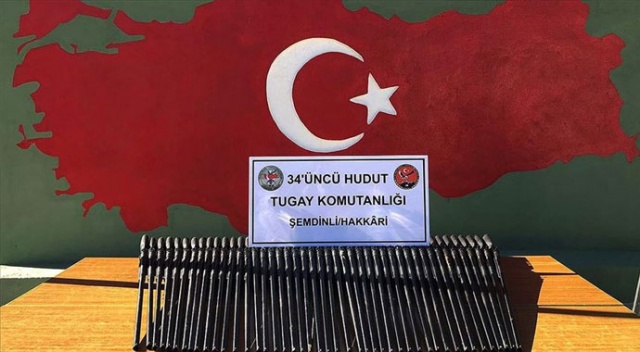 34'ÜNCÜ HUDUT
TUGAY KOMUTANLIĞI
ŞEMDİNLİ/HAKKÂRİ